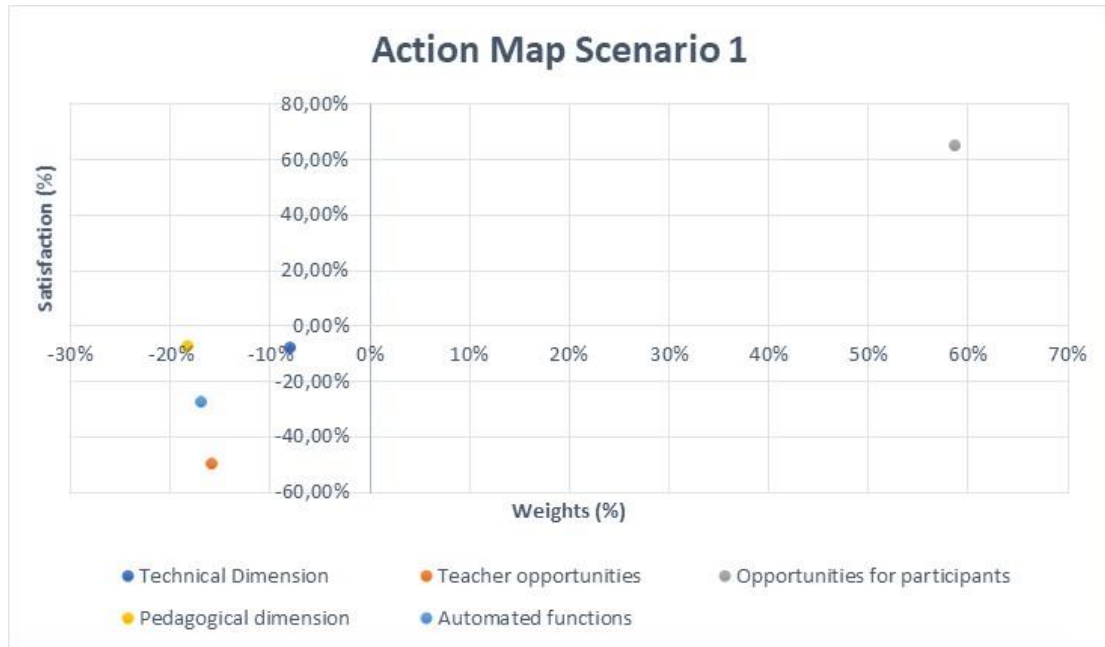 Action Map Scenario 1
80,00%
60,00%
40,00%
20,00%
0,00%
-30% -20% -10% 0% 10% 20% 30% 40% 50% 60% 70%
-20,00%
-40,00%
-60,00%
Satisfaction (%)
Weights (%)
Technical Dimension Teacher opportunities Opportunities for participants
Pedagogical dimension Automated functions